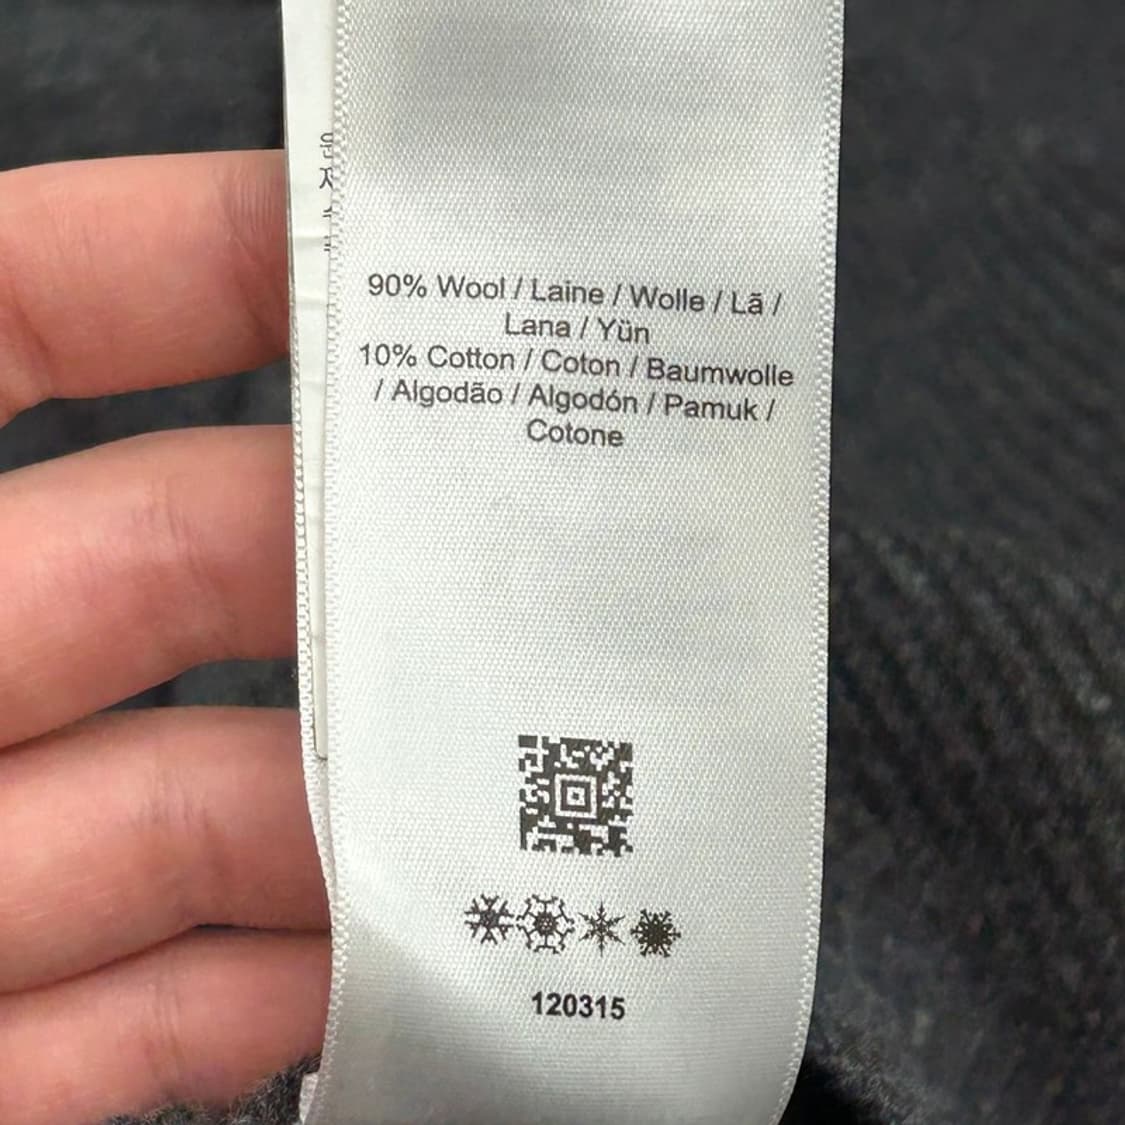 90% Wool / Laine / Wolle / Lã /
Lana / Yün
10% Cotton / Coton / Baumwolle
/ Algodão / Algodón / Pamuk /
Cotone
120315